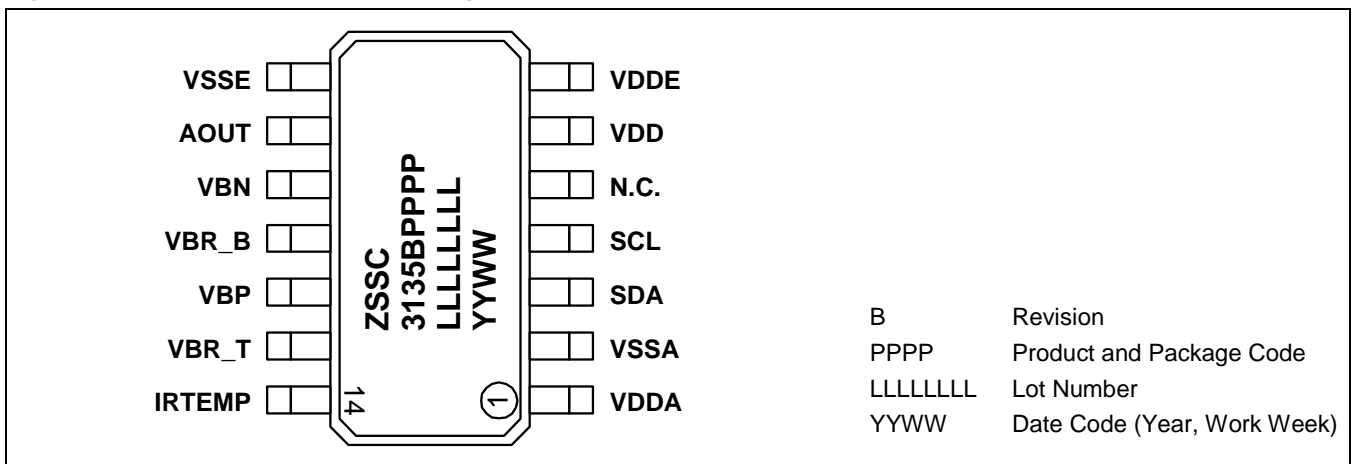 VSSE
AOUT
VBN
VBR_B
VBP
VBR_T
IRTEMP
ZSSC
3135BPPPP
LLLLLLLL
YYWW
14
1
VDDE
VDD
N.C.
SCL
SDA
VSSA
VDDA
B Revision
PPPP Product and Package Code
LLLLLLLL Lot Number
YYWW Date Code (Year, Work Week)